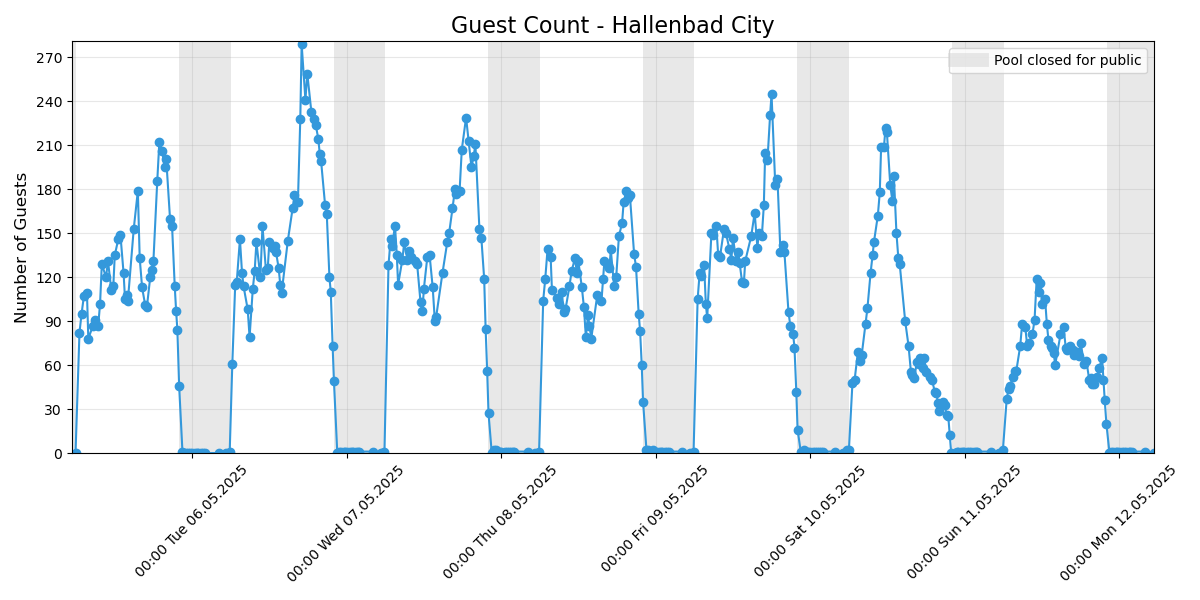 Guest Count - Hallenbad City
Pool closed for public
Number of Guests
270
240
210
180
150
120
90
60
30
0
00:00 Tue 06.05.2025
00:00 Wed 07.05.2025
00:00 Thu 08.05.2025
00:00 Fri 09.05.2025
00:00 Sat 10.05.2025
00:00 Sun 11.05.2025
00:00 Mon 12.05.2025